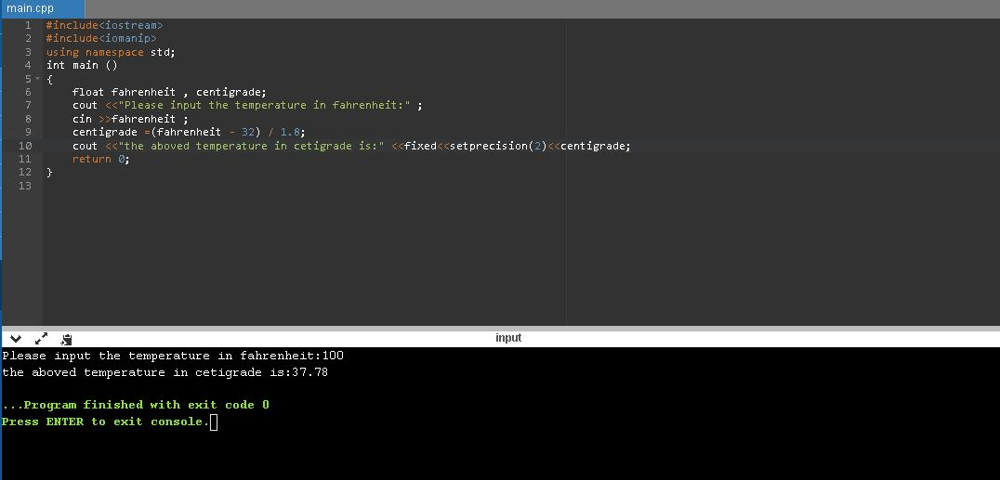 main.cpp
1 #include<iostream>
2 #include<iomanip>
3 using namespace std;
4 int main ()
5 {
6 float fahrenheit , centigrade;
7 cout <<"Please input the temperature in fahrenheit:" ;
8 cin >>fahrenheit ;
9 centigrade =(fahrenheit - 32) / 1.8;
10 cout <<"the aboved temperature in cetigrade is:" <<fixed<<setprecision(2)<<centigrade;
11 return 0;
12 }
13
input
Please input the temperature in fahrenheit:100
the aboved temperature in cetigrade is:37.78
...Program finished with exit code 0
Press ENTER to exit console.